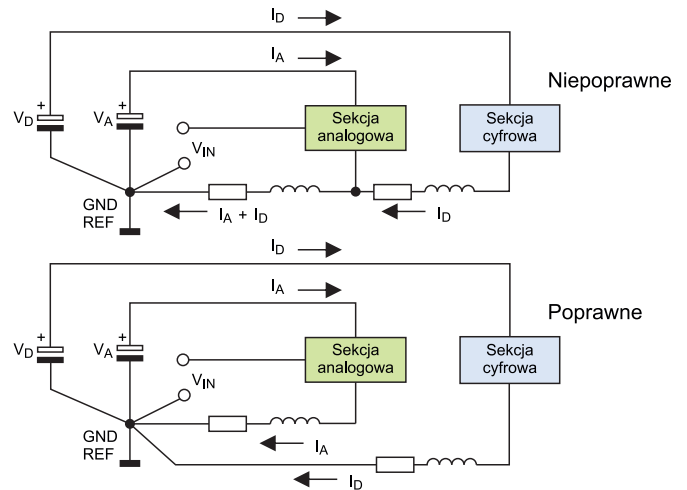 I_D
I_A
Niepoprawne
+
+
V_D
V_A
Sekcja
analogowa
Sekcja
cyfrowa
V_IN
GND
REF
I_A + I_D
I_D
I_D
I_A
Poprawne
+
+
V_D
V_A
Sekcja
analogowa
Sekcja
cyfrowa
V_IN
GND
REF
I_A
I_D